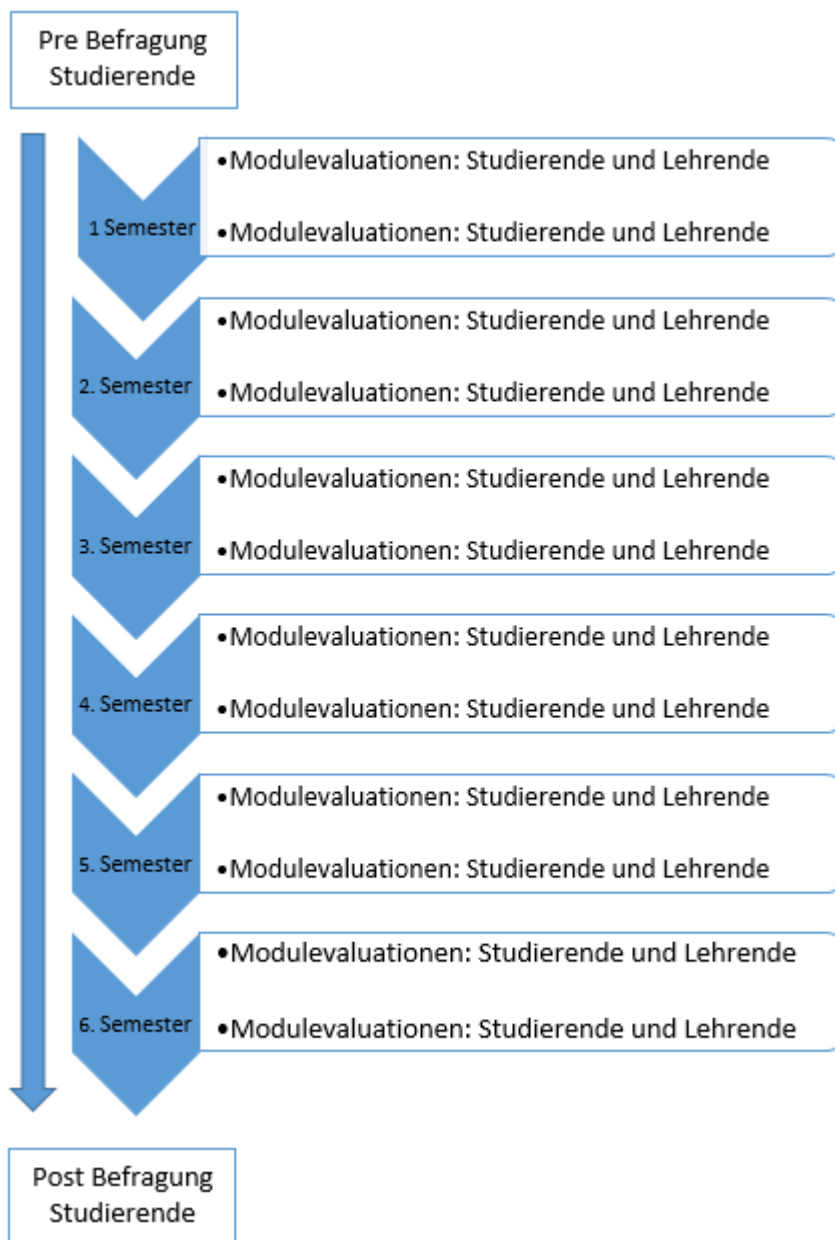 Pre Befragung
Studierende
1 Semester
•Modulevaluationen: Studierende und Lehrende
•Modulevaluationen: Studierende und Lehrende
2. Semester
•Modulevaluationen: Studierende und Lehrende
•Modulevaluationen: Studierende und Lehrende
3. Semester
•Modulevaluationen: Studierende und Lehrende
•Modulevaluationen: Studierende und Lehrende
4. Semester
•Modulevaluationen: Studierende und Lehrende
•Modulevaluationen: Studierende und Lehrende
5. Semester
•Modulevaluationen: Studierende und Lehrende
•Modulevaluationen: Studierende und Lehrende
6. Semester
•Modulevaluationen: Studierende und Lehrende
•Modulevaluationen: Studierende und Lehrende
Post Befragung
Studierende